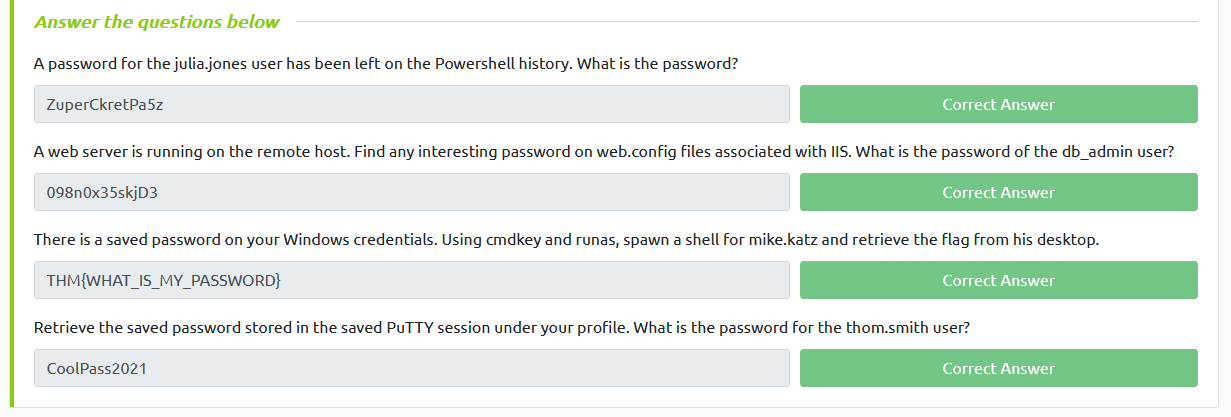 Answer the questions below
A password for the julia.jones user has been left on the Powershell history. What is the password?
ZuperCkretPa5z
Correct Answer
A web server is running on the remote host. Find any interesting password on web.config files associated with IIS. What is the password of the db_admin user?
098n0x35skjD3
Correct Answer
There is a saved password on your Windows credentials. Using cmdkey and runas, spawn a shell for mike.katz and retrieve the flag from his desktop.
THM{WHAT_IS_MY_PASSWORD}
Correct Answer
Retrieve the saved password stored in the saved PuTTY session under your profile. What is the password for the thom.smith user?
CoolPass2021
Correct Answer